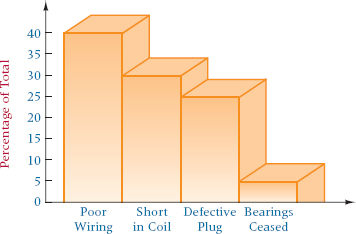 Percentage of Total
40
35
30
25
20
15
10
5
0
Poor Wiring
Short in Coil
Defective Plug
Bearings Ceased